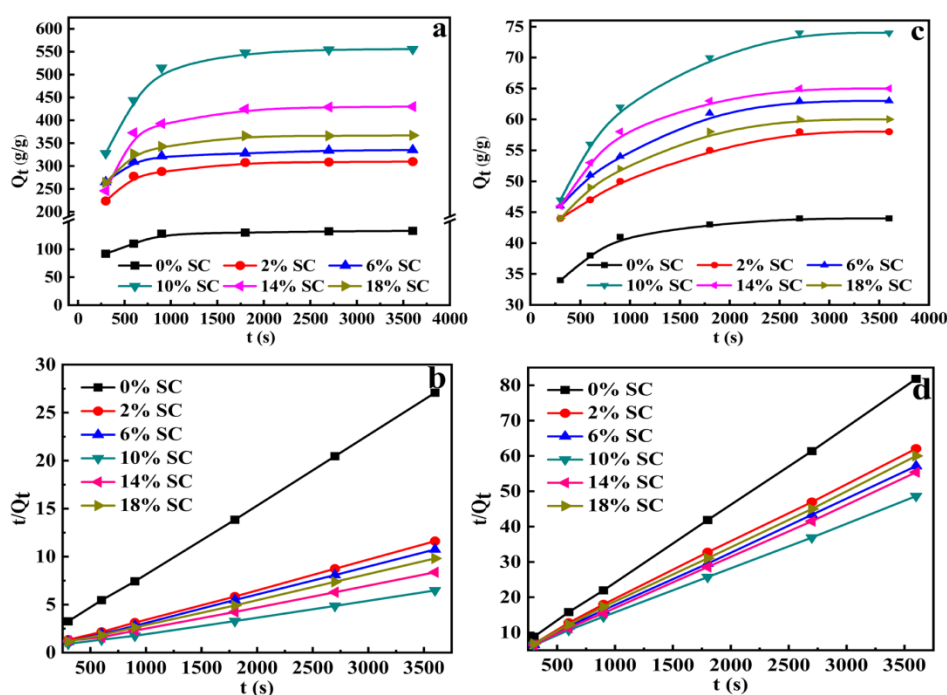 a
Q_t (g/g)
600
550
500
450
400
350
300
250
200
100
50
0
0% SC 2% SC 6% SC
10% SC 14% SC 18% SC
0 500 1000 1500 2000 2500 3000 3500 4000
t (s)
c
Q_t (g/g)
75
70
65
60
55
50
45
40
35
30
0% SC 2% SC 6% SC
10% SC 14% SC 18% SC
0 500 1000 1500 2000 2500 3000 3500 4000
t (s)
b
t/Qt
30
25
20
15
10
5
0
0% SC
2% SC
6% SC
10% SC
14% SC
18% SC
500 1000 1500 2000 2500 3000 3500
t (s)
d
t/Qt
80
70
60
50
40
30
20
10
0% SC
2% SC
6% SC
10% SC
14% SC
18% SC
500 1000 1500 2000 2500 3000 3500
t (s)